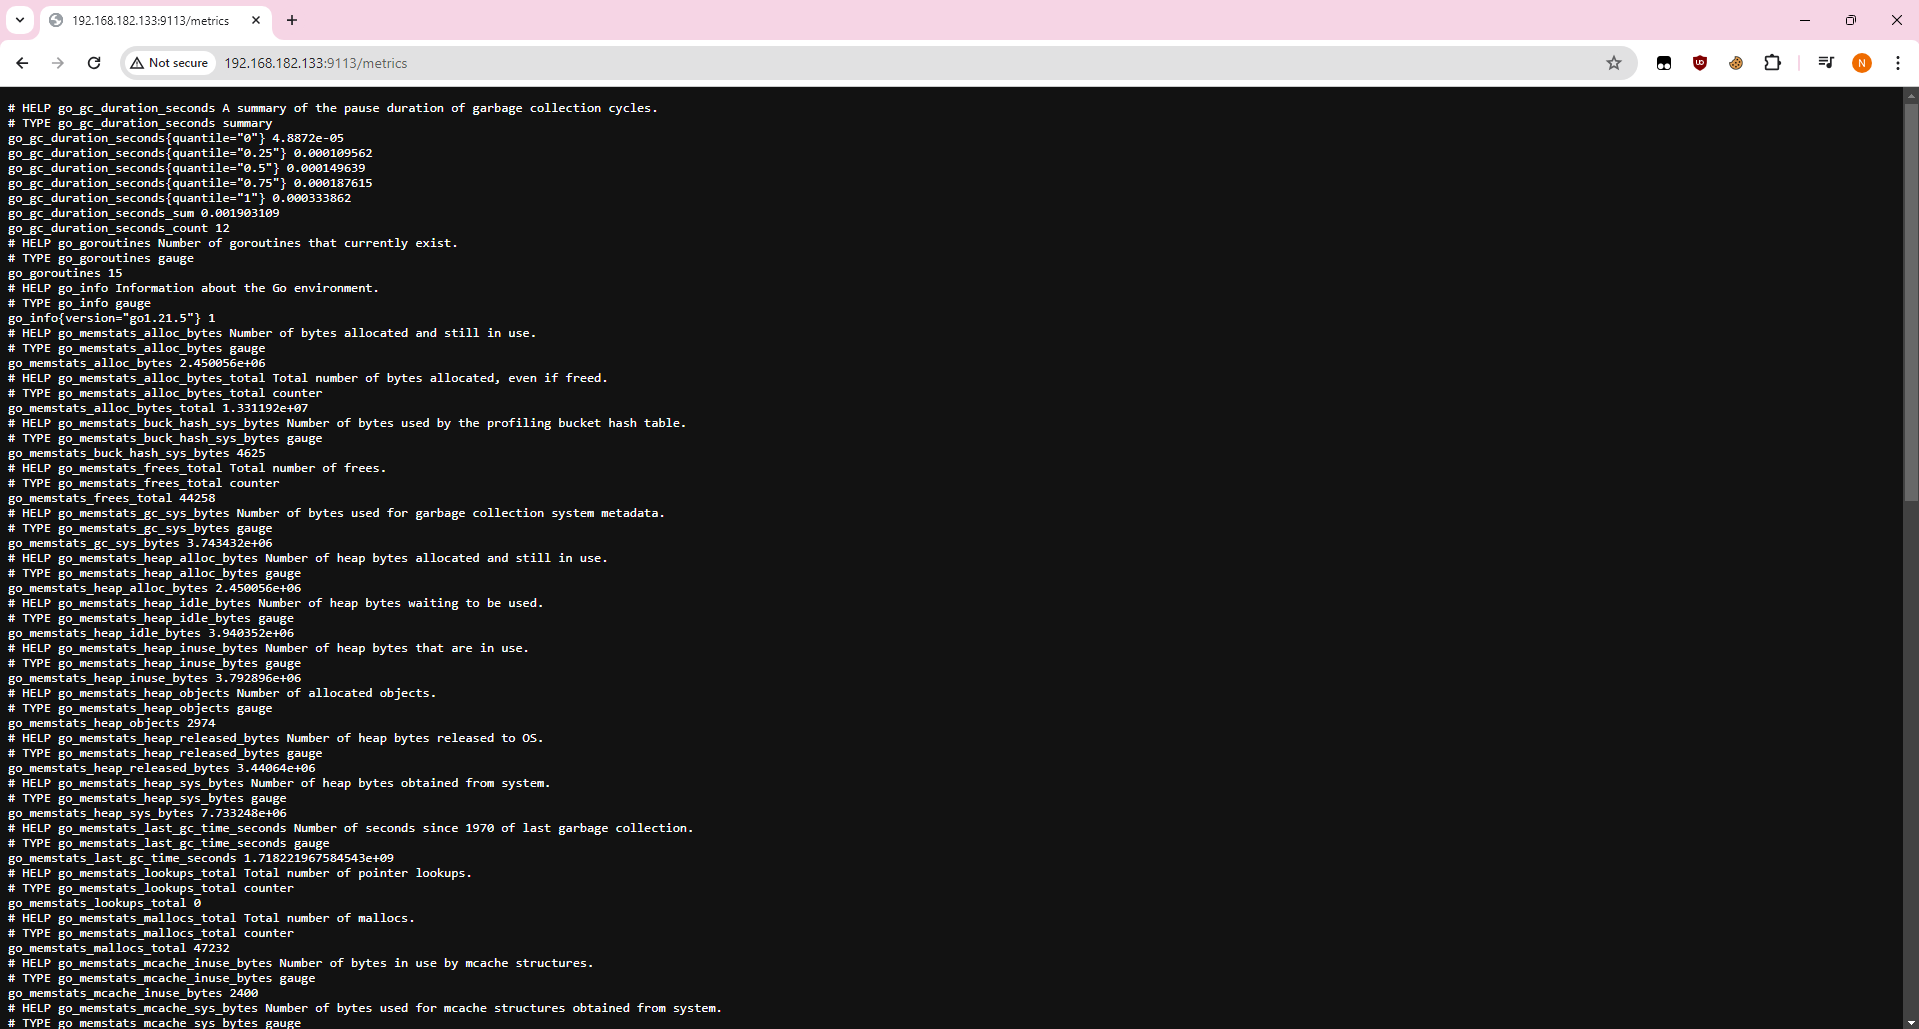 192.168.182.133:9113/metrics
Not secure
192.168.182.133:9113/metrics
N
# HELP go_gc_duration_seconds A summary of the pause duration of garbage collection cycles.
# TYPE go_gc_duration_seconds summary
go_gc_duration_seconds{quantile="0"} 4.8872e-05
go_gc_duration_seconds{quantile="0.25"} 0.000109562
go_gc_duration_seconds{quantile="0.5"} 0.000149639
go_gc_duration_seconds{quantile="0.75"} 0.000187615
go_gc_duration_seconds{quantile="1"} 0.000333862
go_gc_duration_seconds_sum 0.001903109
go_gc_duration_seconds_count 12
# HELP go_goroutines Number of goroutines that currently exist.
# TYPE go_goroutines gauge
go_goroutines 15
# HELP go_info Information about the Go environment.
# TYPE go_info gauge
go_info{version="go1.21.5"} 1
# HELP go_memstats_alloc_bytes Number of bytes allocated and still in use.
# TYPE go_memstats_alloc_bytes gauge
go_memstats_alloc_bytes 2.450056e+06
# HELP go_memstats_alloc_bytes_total Total number of bytes allocated, even if freed.
# TYPE go_memstats_alloc_bytes_total counter
go_memstats_alloc_bytes_total 1.331192e+07
# HELP go_memstats_buck_hash_sys_bytes Number of bytes used by the profiling bucket hash table.
# TYPE go_memstats_buck_hash_sys_bytes gauge
go_memstats_buck_hash_sys_bytes 4625
# HELP go_memstats_frees_total Total number of frees.
# TYPE go_memstats_frees_total counter
go_memstats_frees_total 44258
# HELP go_memstats_gc_sys_bytes Number of bytes used for garbage collection system metadata.
# TYPE go_memstats_gc_sys_bytes gauge
go_memstats_gc_sys_bytes 3.743432e+06
# HELP go_memstats_heap_alloc_bytes Number of heap bytes allocated and still in use.
# TYPE go_memstats_heap_alloc_bytes gauge
go_memstats_heap_alloc_bytes 2.450056e+06
# HELP go_memstats_heap_idle_bytes Number of heap bytes waiting to be used.
# TYPE go_memstats_heap_idle_bytes gauge
go_memstats_heap_idle_bytes 3.940352e+06
# HELP go_memstats_heap_inuse_bytes Number of heap bytes that are in use.
# TYPE go_memstats_heap_inuse_bytes gauge
go_memstats_heap_inuse_bytes 3.792896e+06
# HELP go_memstats_heap_objects Number of allocated objects.
# TYPE go_memstats_heap_objects gauge
go_memstats_heap_objects 2974
# HELP go_memstats_heap_released_bytes Number of heap bytes released to OS.
# TYPE go_memstats_heap_released_bytes gauge
go_memstats_heap_released_bytes 3.44064e+06
# HELP go_memstats_heap_sys_bytes Number of heap bytes obtained from system.
# TYPE go_memstats_heap_sys_bytes gauge
go_memstats_heap_sys_bytes 7.733248e+06
# HELP go_memstats_last_gc_time_seconds Number of seconds since 1970 of last garbage collection.
# TYPE go_memstats_last_gc_time_seconds gauge
go_memstats_last_gc_time_seconds 1.718221967584543e+09
# HELP go_memstats_lookups_total Total number of pointer lookups.
# TYPE go_memstats_lookups_total counter
go_memstats_lookups_total 0
# HELP go_memstats_mallocs_total Total number of mallocs.
# TYPE go_memstats_mallocs_total counter
go_memstats_mallocs_total 47232
# HELP go_memstats_mcache_inuse_bytes Number of bytes in use by mcache structures.
# TYPE go_memstats_mcache_inuse_bytes gauge
go_memstats_mcache_inuse_bytes 2400
# HELP go_memstats_mcache_sys_bytes Number of bytes used for mcache structures obtained from system.
# TYPE go_memstats_mcache_sys_bytes gauge